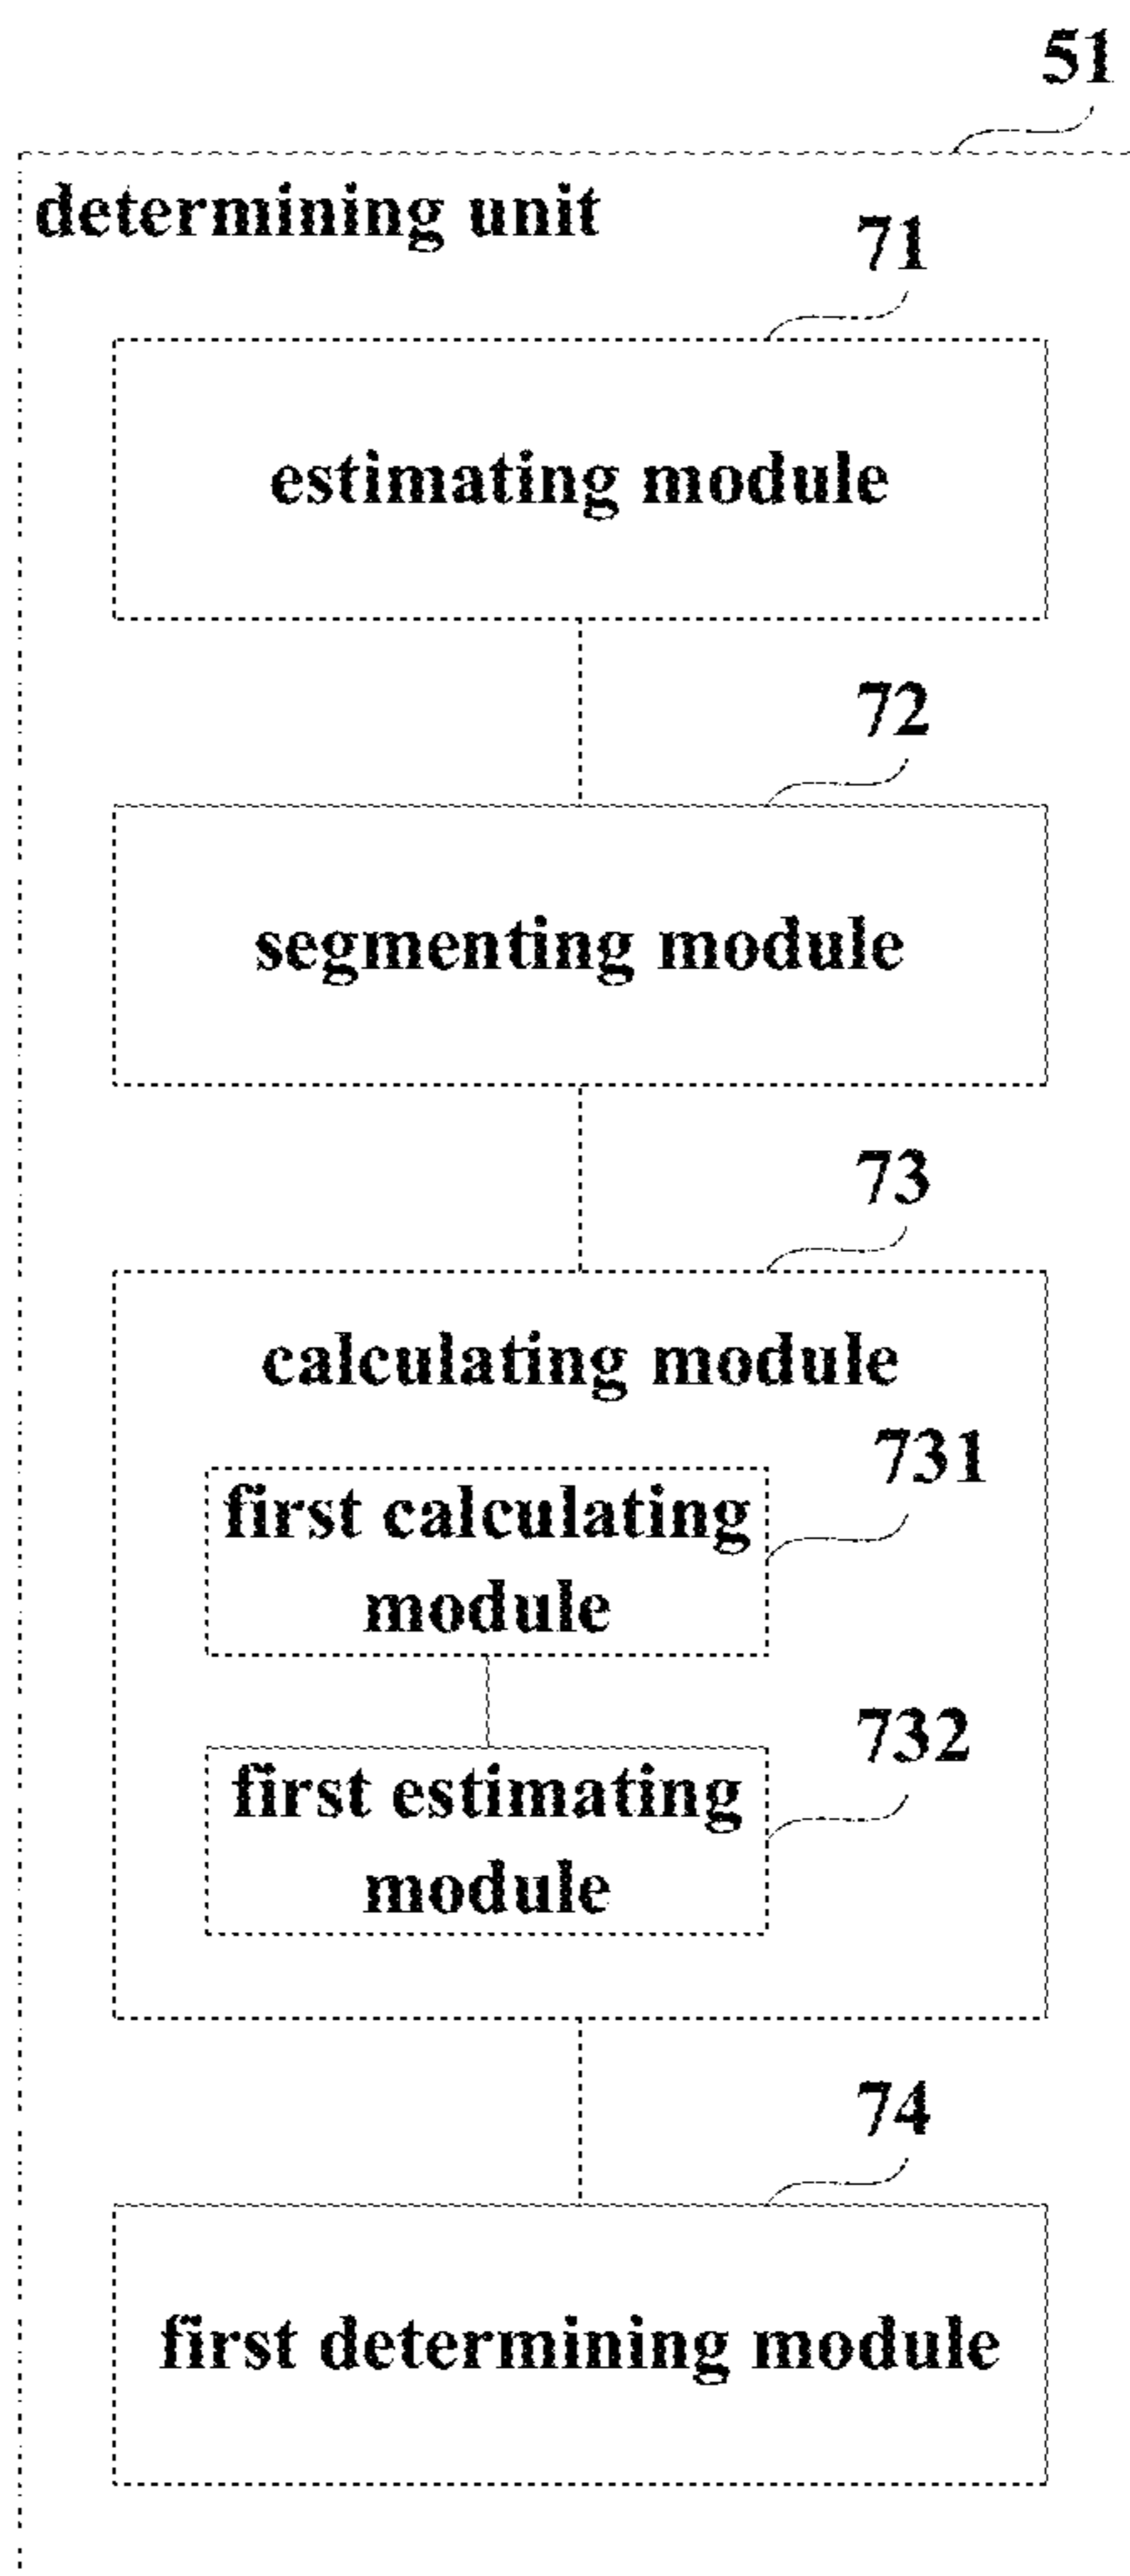 51
determining unit
71
estimating module
72
segmenting module
73
calculating module
731
first calculating
module
732
first estimating
module
74
first determining module